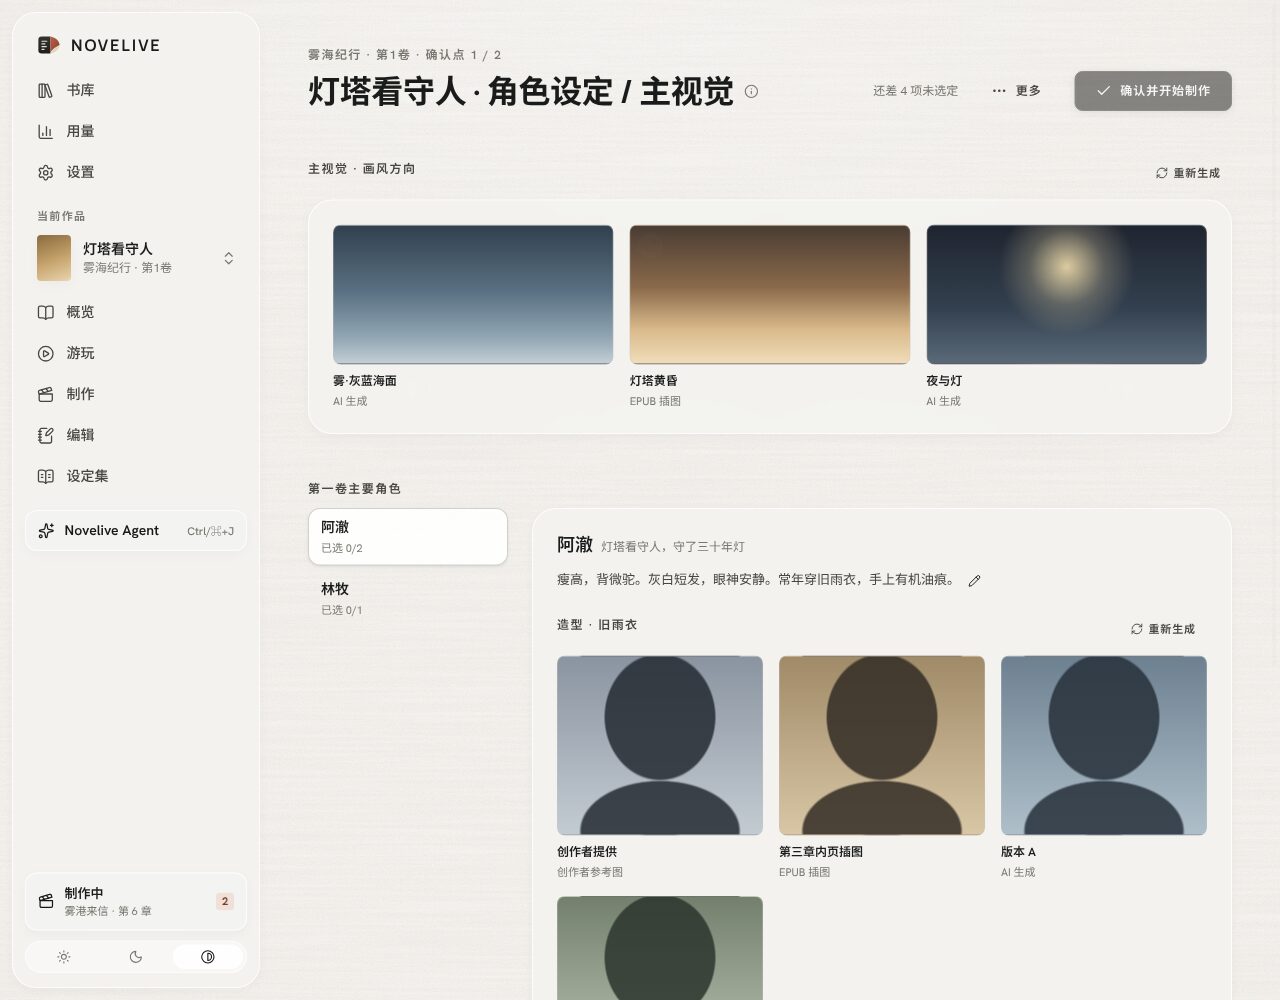 NOVELIVE
书库
用量
设置
当前作品
灯塔看守人
雾海纪行 · 第1卷
概览
游玩
制作
编辑
设定集
Novelive Agent Ctrl/⌘+J
制作中
雾港来信 · 第 6 章
2
雾海纪行 · 第1卷 · 确认点 1 / 2
灯塔看守人 · 角色设定 / 主视觉
还差 4 项未选定
更多
确认并开始制作
主视觉 · 画风方向
重新生成
雾·灰蓝海面
AI 生成
灯塔黄昏
EPUB 插图
夜与灯
AI 生成
第一卷主要角色
阿澈
已选 0/2
林牧
已选 0/1
阿澈 灯塔看守人，守了三十年灯
瘦高，背微驼。灰白短发，眼神安静。常年穿旧雨衣，手上有机油痕。
造型 · 旧雨衣
重新生成
创作者提供
创作者参考图
第三章内页插图
EPUB 插图
版本 A
AI 生成